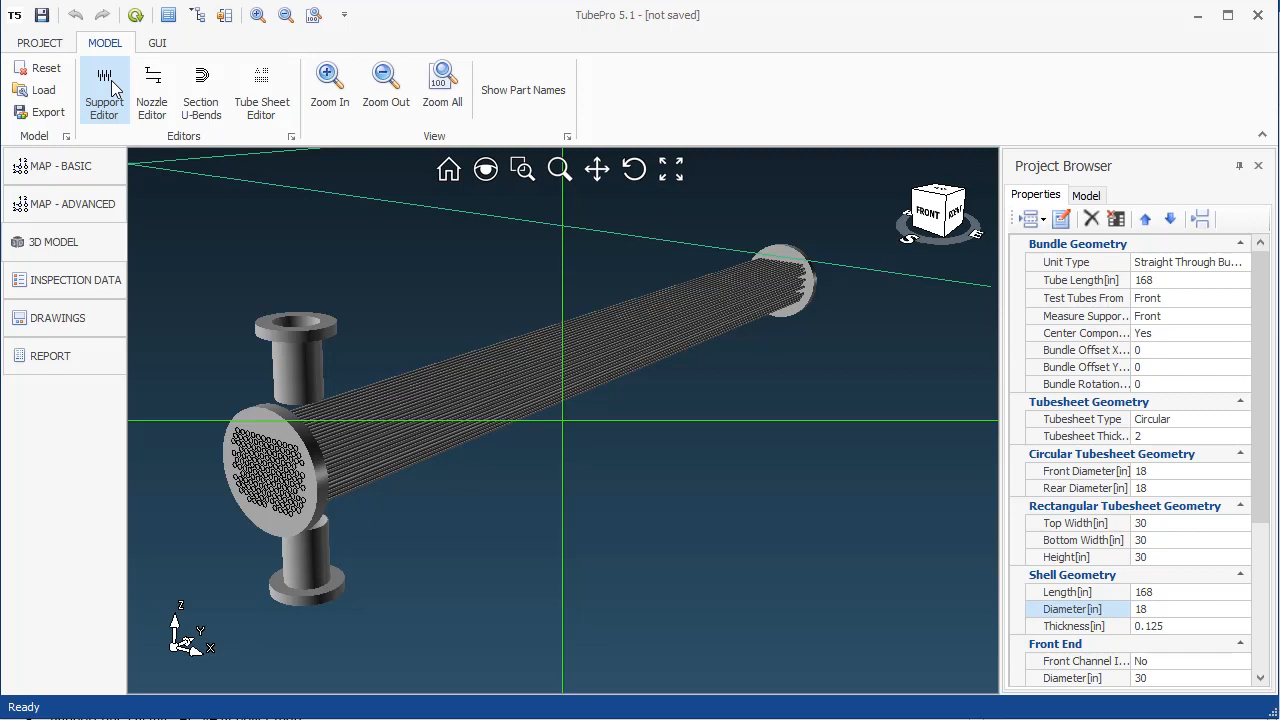 T5
TubePro 5.1 - [not saved]
PROJECT
MODEL
GUI
Reset
Load
Export
Support Editor
Nozzle Editor
Section U-Bends
Tube Sheet Editor
Zoom In
Zoom Out
100
Zoom All
Show Part Names
Model
Editors
View
MAP - BASIC
MAP - ADVANCED
3D MODEL
INSPECTION DATA
DRAWINGS
REPORT
FRONT
RIGHT
S
E
Z
Y
X
Project Browser
Properties
Model
Bundle Geometry
Unit Type Straight Through Bu...
Tube Length[in] 168
Test Tubes From Front
Measure Suppor... Front
Center Compon... Yes
Bundle Offset X... 0
Bundle Offset Y... 0
Bundle Rotation... 0
Tubesheet Geometry
Tubesheet Type Circular
Tubesheet Thick... 2
Circular Tubesheet Geometry
Front Diameter[in] 18
Rear Diameter[in] 18
Rectangular Tubesheet Geometry
Top Width[in] 30
Bottom Width[in] 30
Height[in] 30
Shell Geometry
Length[in] 168
Diameter[in] 18
Thickness[in] 0.125
Front End
Front Channel I... No
Diameter[in] 30
Ready